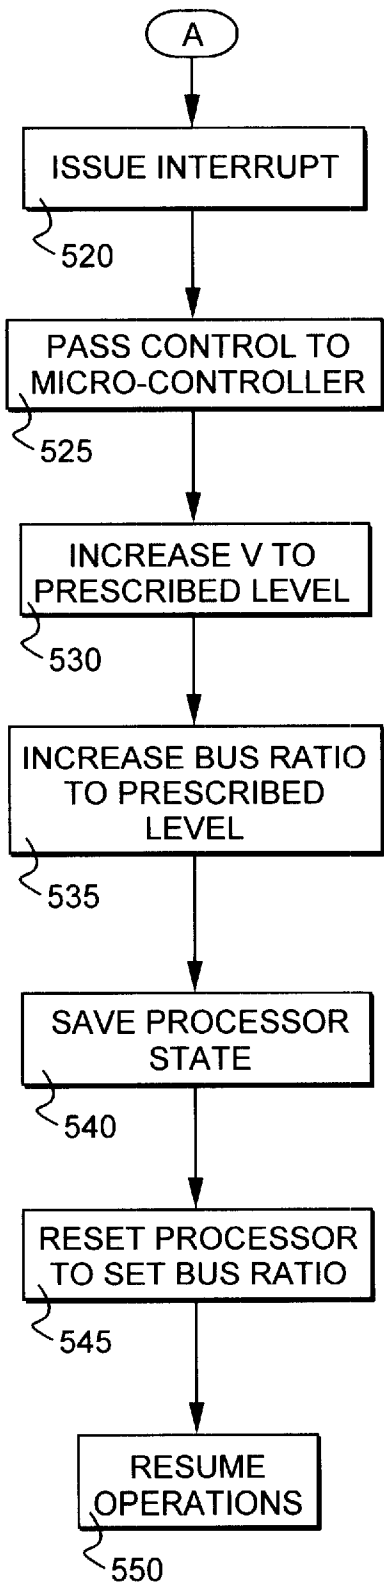 A
ISSUE INTERRUPT
520
PASS CONTROL TO
MICRO-CONTROLLER
525
INCREASE V TO
PRESCRIBED LEVEL
530
INCREASE BUS RATIO
TO PRESCRIBED
LEVEL
535
SAVE PROCESSOR
STATE
540
RESET PROCESSOR
TO SET BUS RATIO
545
RESUME
OPERATIONS
550